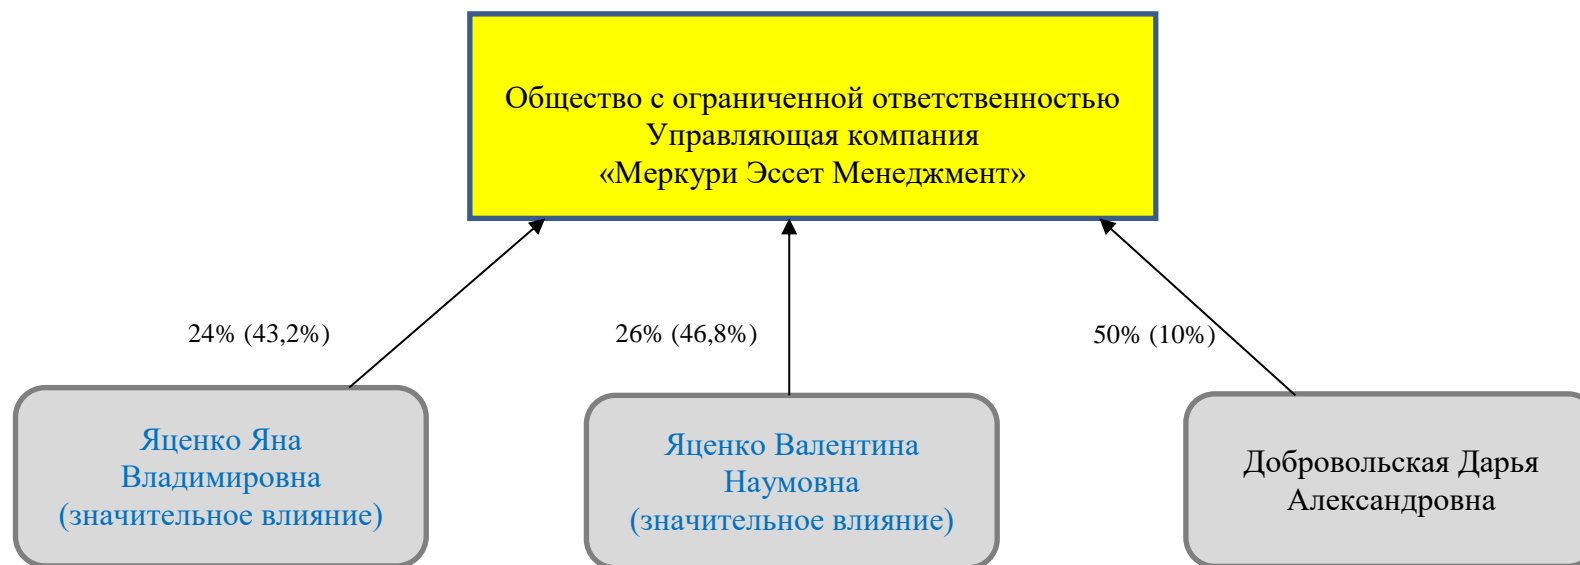 Общество с ограниченной ответственностью
Управляющая компания
«Меркури Эссет Менеджмент»
24% (43,2%)
26% (46,8%)
50% (10%)
Яценко Яна
Владимировна
(значительное влияние)
Яценко Валентина
Наумовна
(значительное влияние)
Добровольская Дарья
Александровна